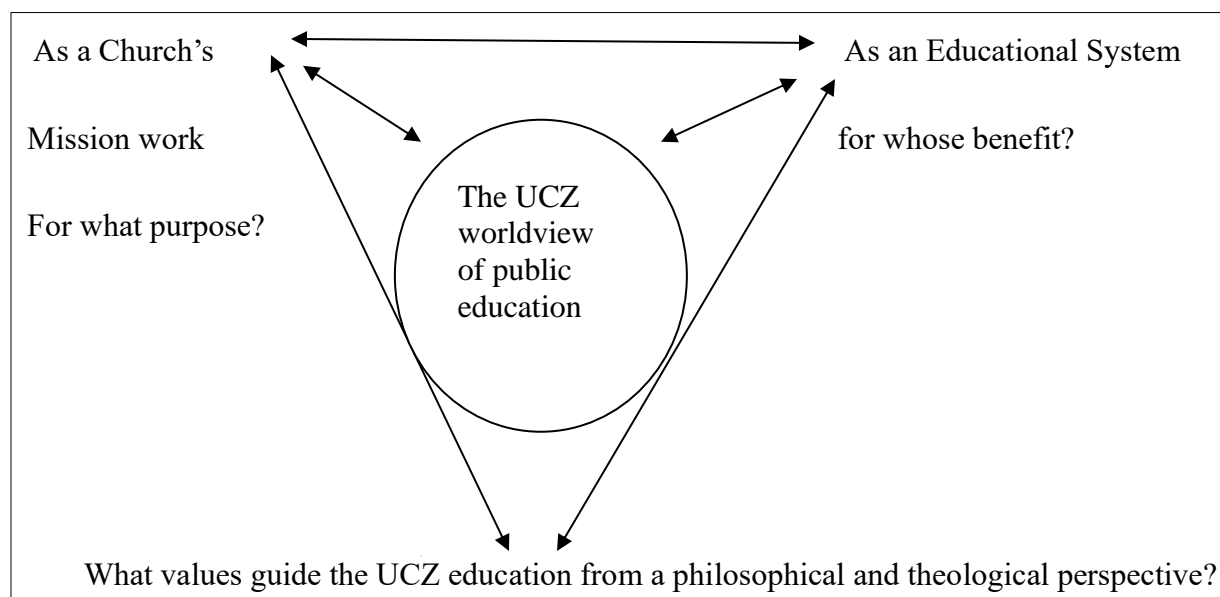 As a Church's
As an Educational System
Mission work
for whose benefit?
For what purpose?
The UCZ
worldview
of public
education
What values guide the UCZ education from a philosophical and theological perspective?